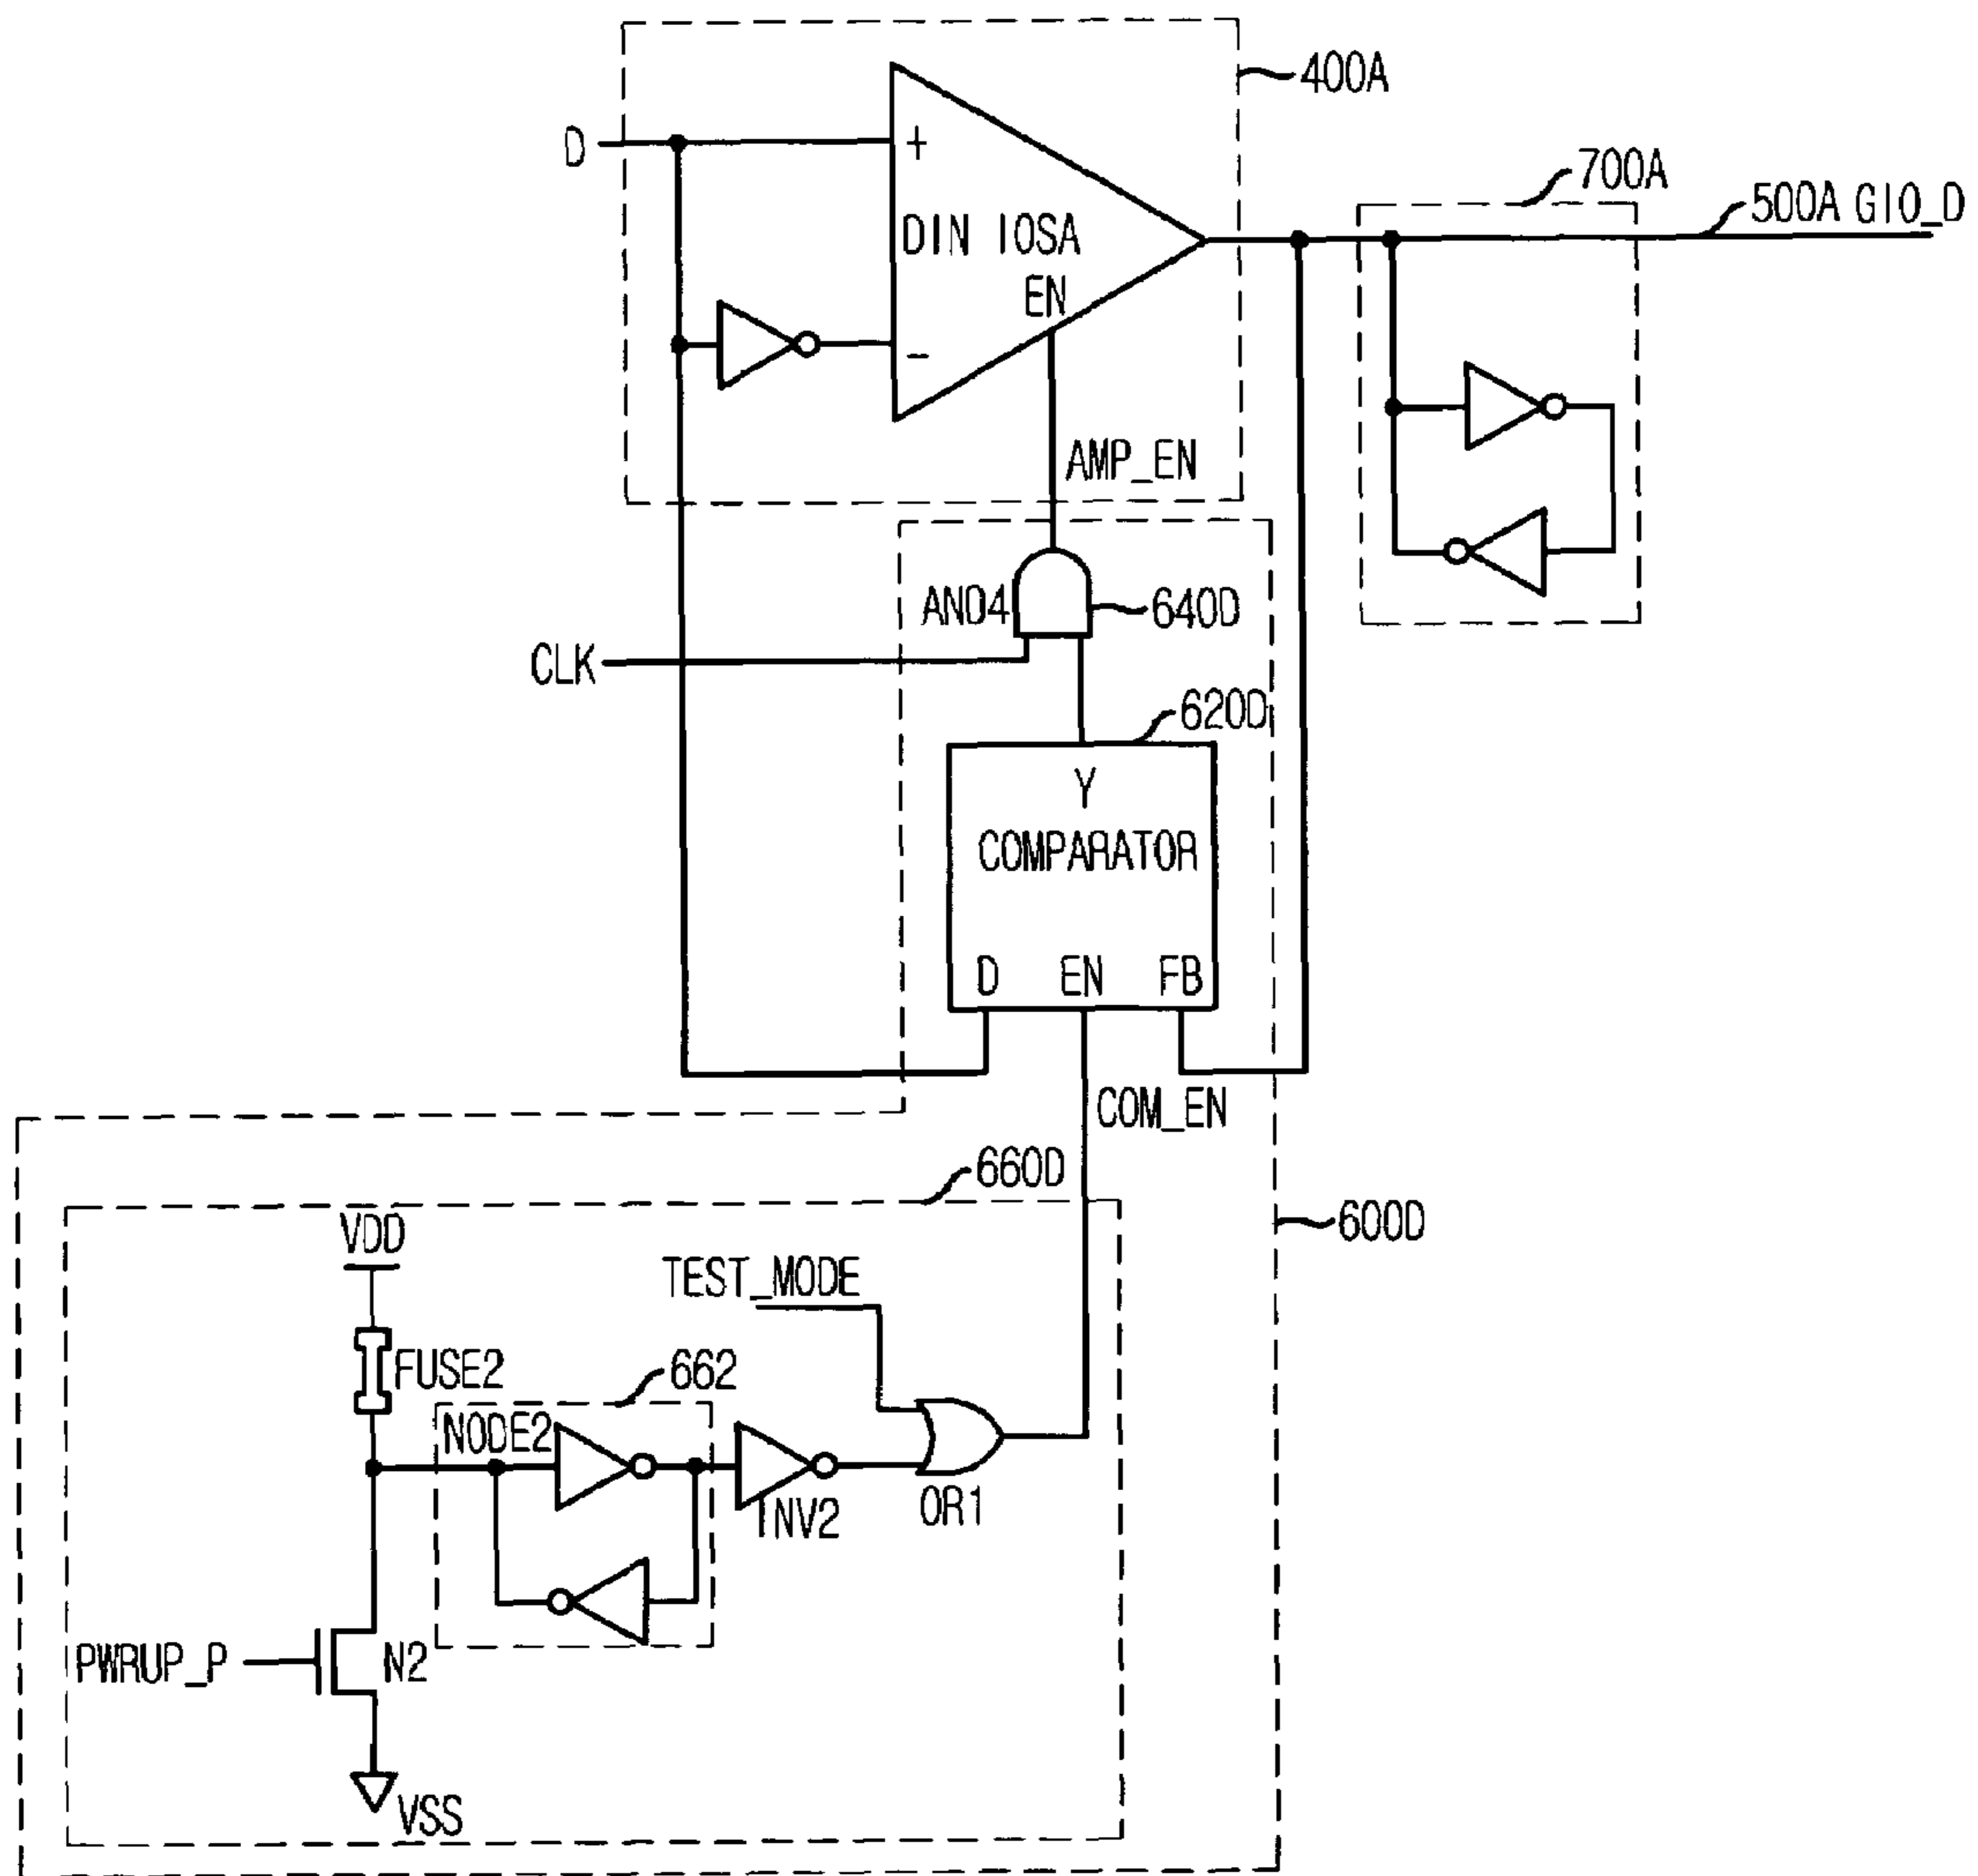 400A
D
+
DIN IOSA
EN
-
700A
500A GIO_D
AMP_EN
AND4
640D
CLK
620D
Y
COMPARATOR
D EN FB
COM_EN
660D
600D
VDD
TEST_MODE
FUSE2
662
NODE2
INV2
OR1
PWRUP_P
N2
VSS